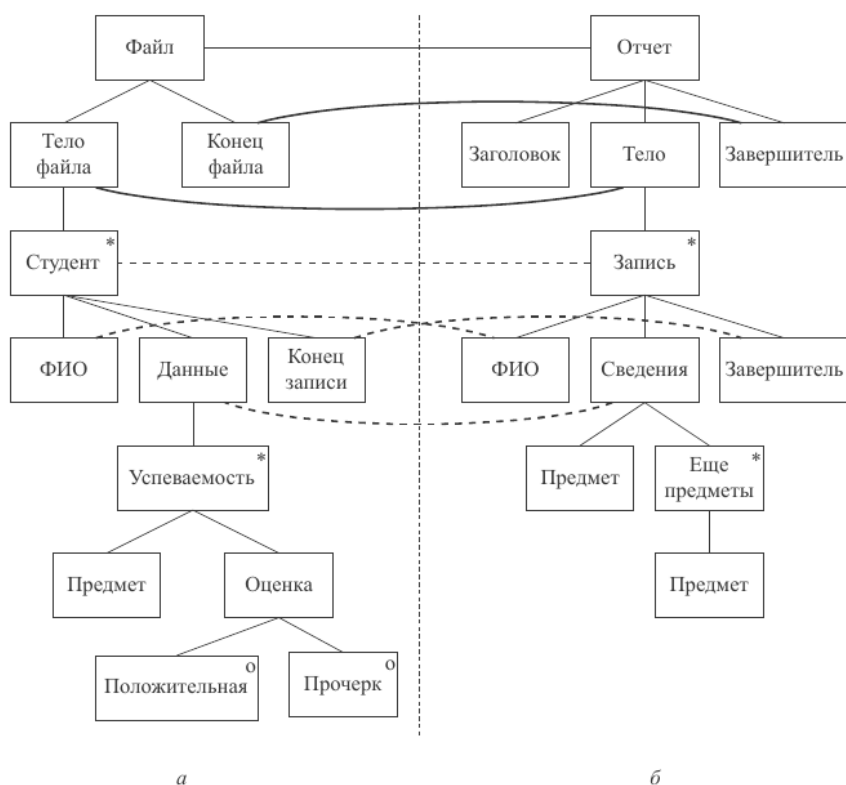 Файл
Отчет
Тело
файла
Конец
файла
Заголовок
Тело
Завершитель
Студент *
Запись *
ФИО
Данные
Конец
записи
ФИО
Сведения
Завершитель
Успеваемость *
Предмет
Еще *
предметы
Предмет
Оценка
Предмет
Положительная о
Прочерк о
а
б